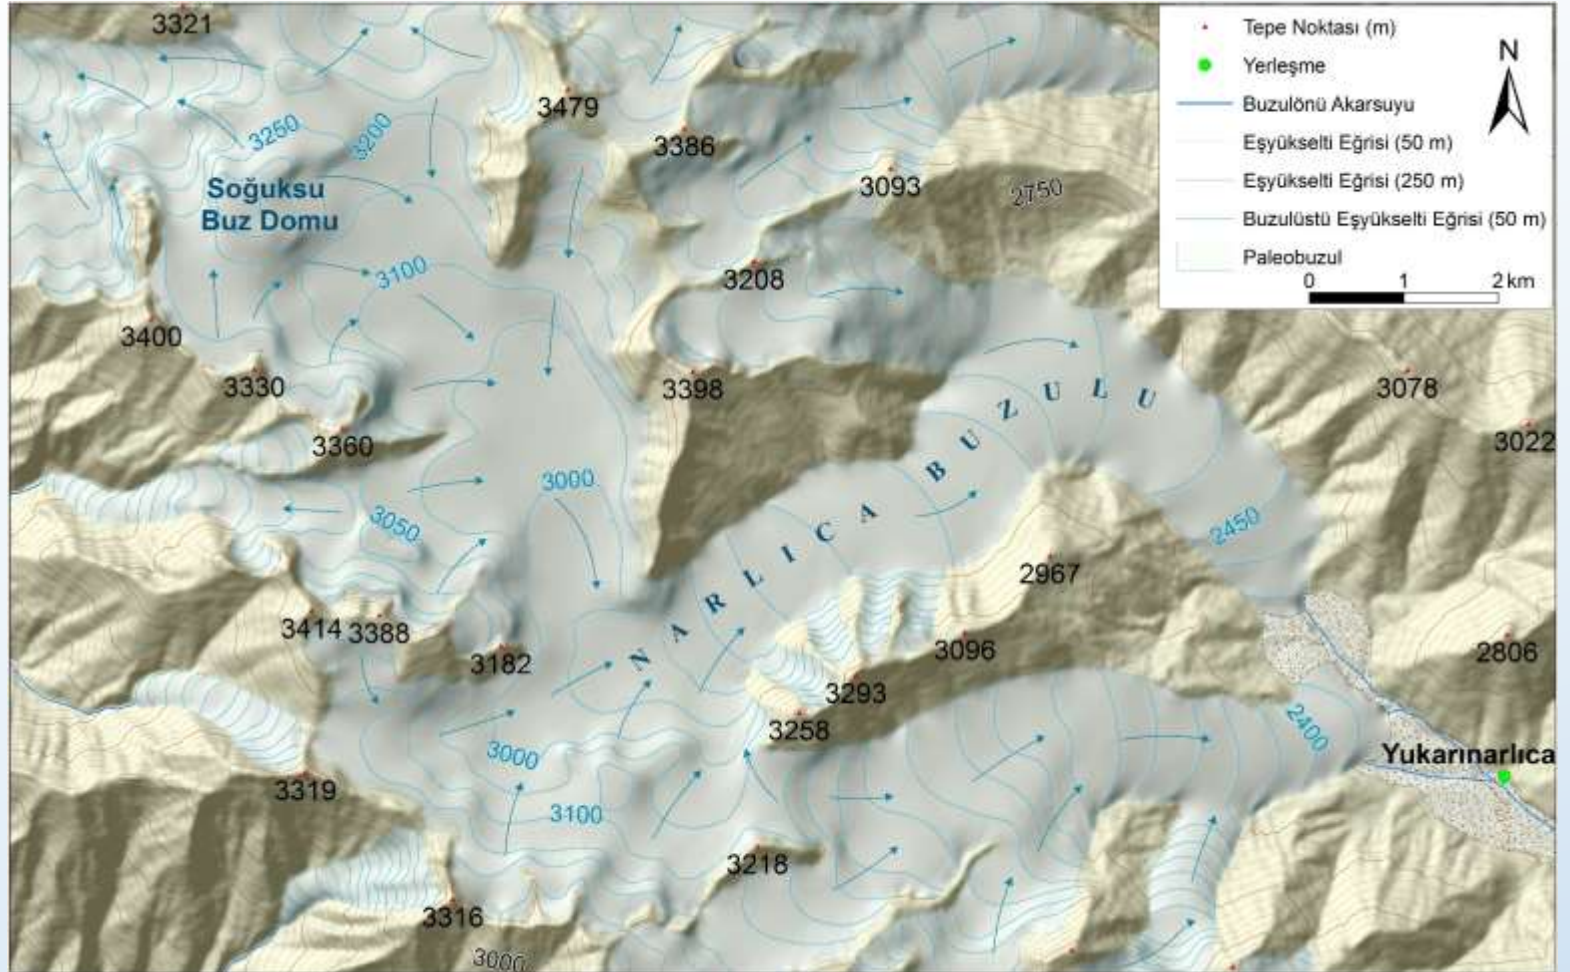 3321
3479
3386
3250
3200
3093
2750
Soğuksu
Buz Domu
3100
3208
3400
3330
3398
3360
3078
3022
3000
3050
2450
NARLICA BUZULU
2967
3414
3388
3182
3096
2806
3293
3258
2400
3000
Yukarınarlıca
3319
3100
3218
3316
3000
Tepe Noktası (m)
Yerleşme
Buzulönü Akarsuyu
Eşyükselti Eğrisi (50 m)
Eşyükselti Eğrisi (250 m)
Buzulüstü Eşyükselti Eğrisi (50 m)
Paleobuzul
0 1 2 km
N